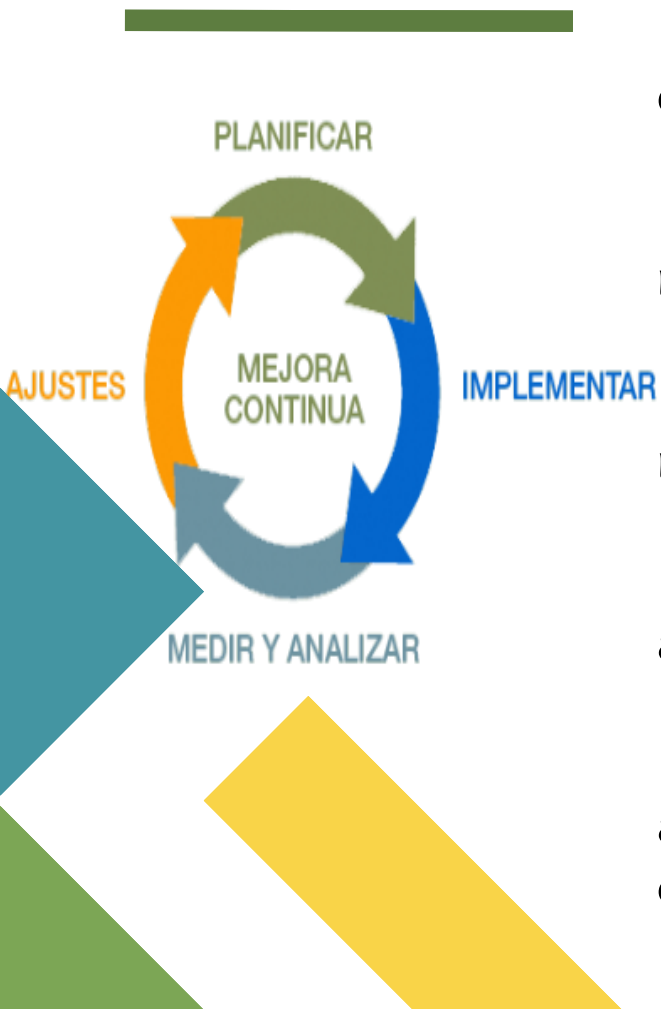 PLANIFICAR
AJUSTES
MEJORA
CONTINUA
IMPLEMENTAR
MEDIR Y ANALIZAR